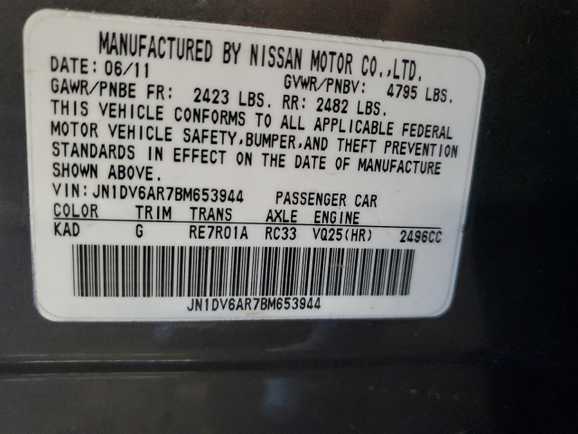 MANUFACTURED BY NISSAN MOTOR CO.,LTD.
DATE: 06/11 GVWR/PNBV: 4795 LBS.
GAWR/PNBE FR: 2423 LBS. RR: 2482 LBS.
THIS VEHICLE CONFORMS TO ALL APPLICABLE FEDERAL
MOTOR VEHICLE SAFETY,BUMPER,AND THEFT PREVENTION
STANDARDS IN EFFECT ON THE DATE OF MANUFACTURE
SHOWN ABOVE.
VIN: JN1DV6AR7BM653944 PASSENGER CAR
COLOR TRIM TRANS AXLE ENGINE
KAD G RE7R01A RC33 VQ25(HR) 2496CC
JN1DV6AR7BM653944